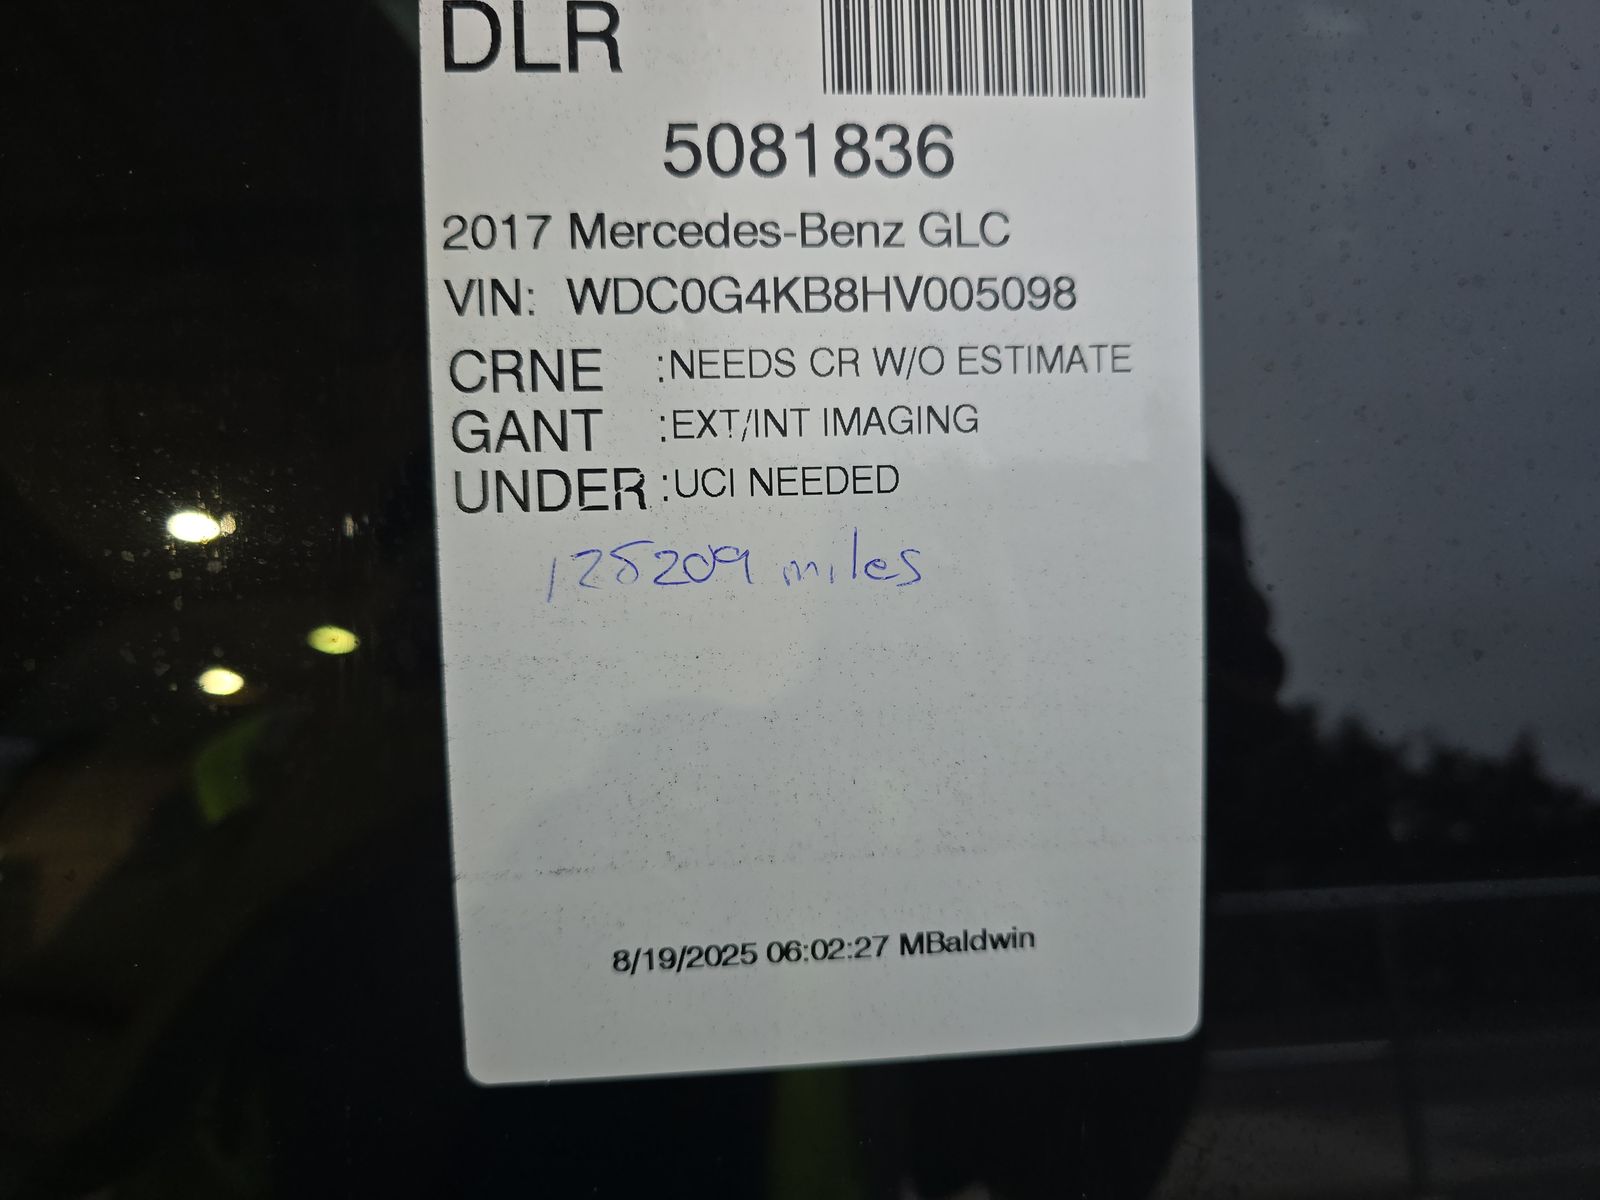 DLR
5081836
2017 Mercedes-Benz GLC
VIN: WDC0G4KB8HV005098
CRNE :NEEDS CR W/O ESTIMATE
GANT :EXT/INT IMAGING
UNDER :UCI NEEDED
125209 miles
8/19/2025 06:02:27 MBaldwin